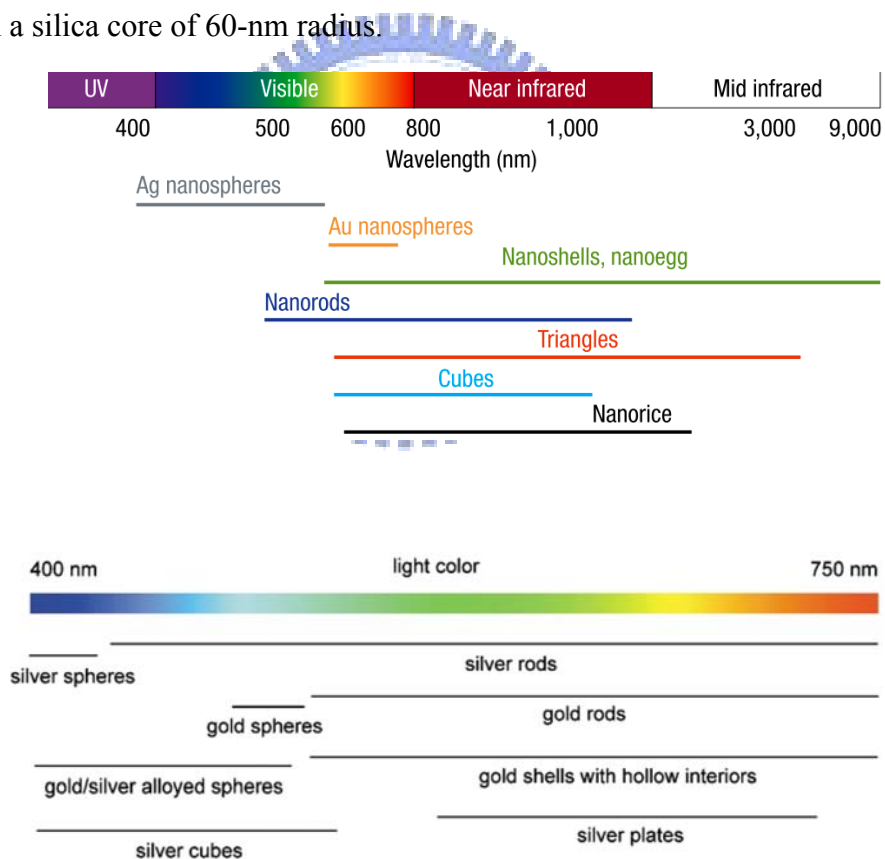 a silica core of 60-nm radius.
UV Visible Near infrared Mid infrared
400 500 600 800 1,000 3,000 9,000
Wavelength (nm)
Ag nanospheres
Au nanospheres
Nanoshells, nanoegg
Nanorods
Triangles
Cubes
Nanorice
400 nm light color 750 nm
silver spheres
silver rods
gold spheres
gold rods
gold/silver alloyed spheres
gold shells with hollow interiors
silver cubes
silver plates